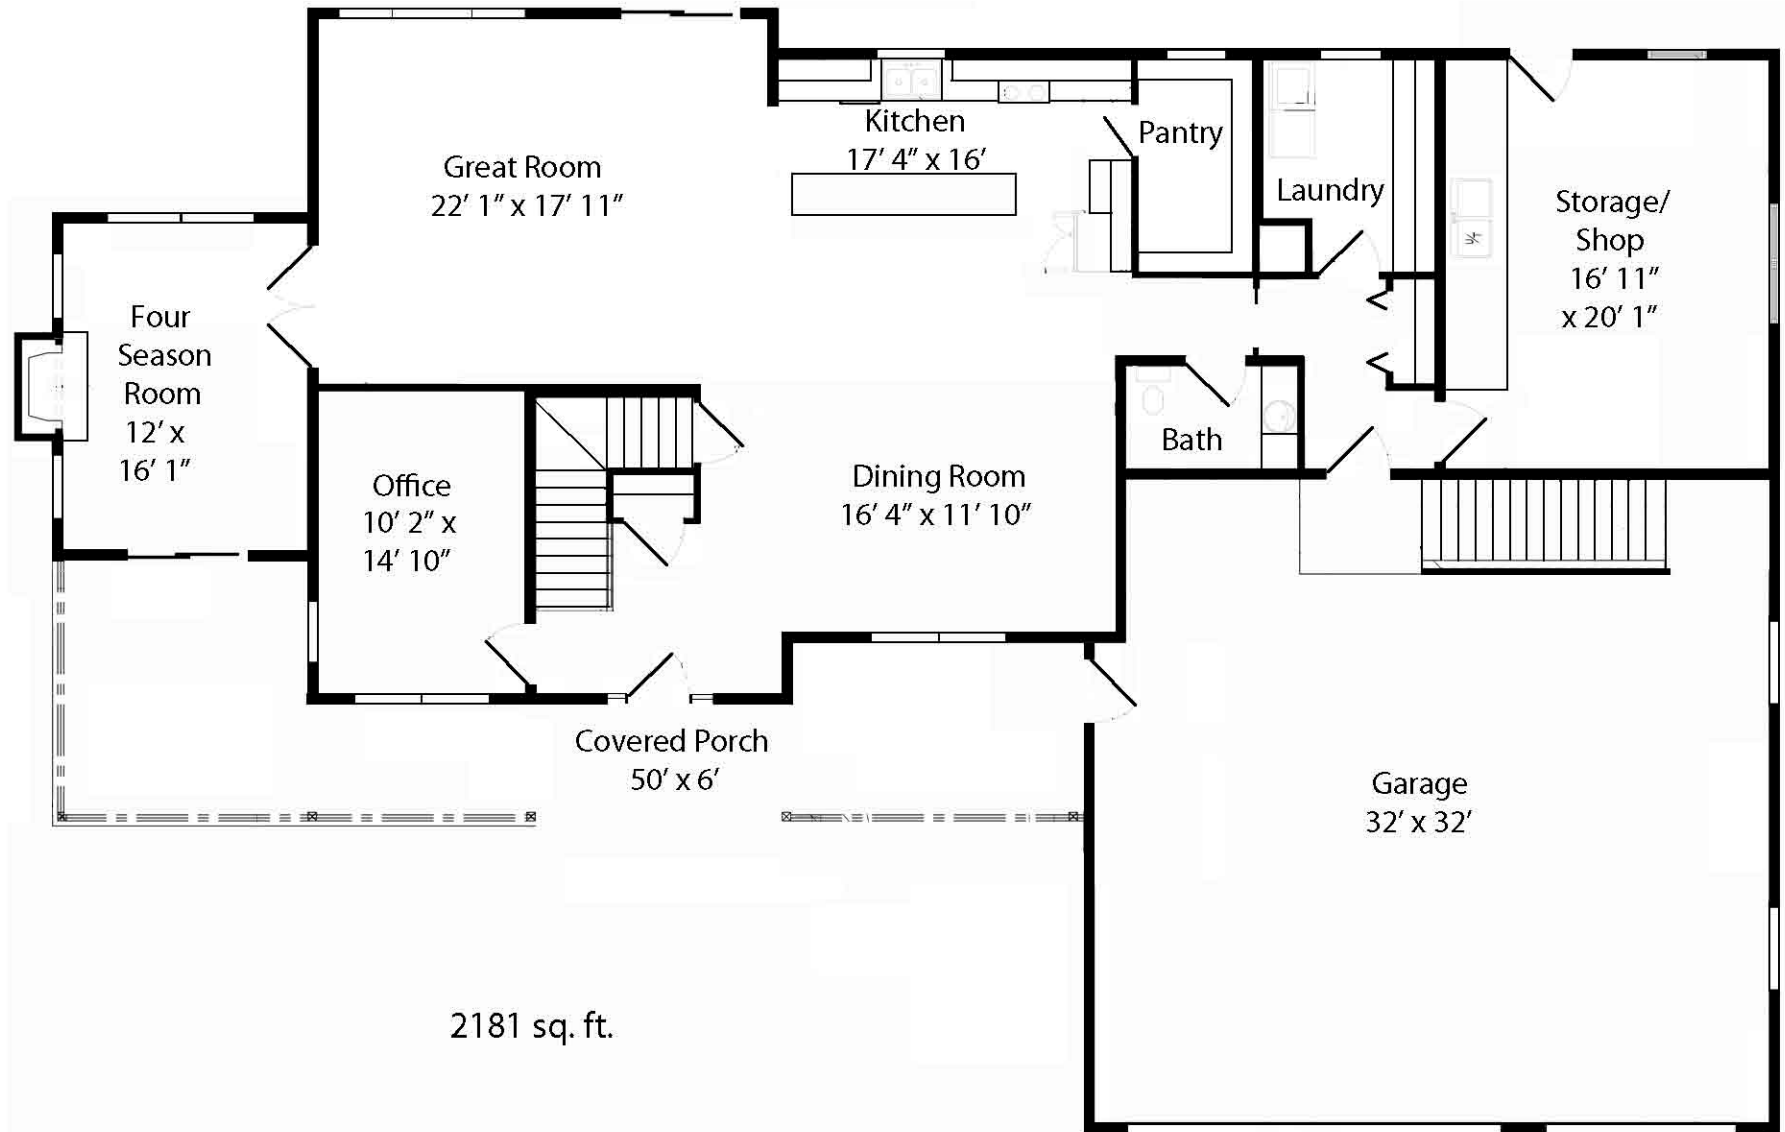 Great Room
22’ 1” x 17’ 11”
Kitchen
17’ 4” x 16’
Pantry
Laundry
Storage/
Shop
16’ 11”
x 20’ 1”
Four
Season
Room
12’ x
16’ 1”
Office
10’ 2” x
14’ 10”
Dining Room
16’ 4” x 11’ 10”
Bath
Covered Porch
50’ x 6’
Garage
32’ x 32’
2181 sq. ft.